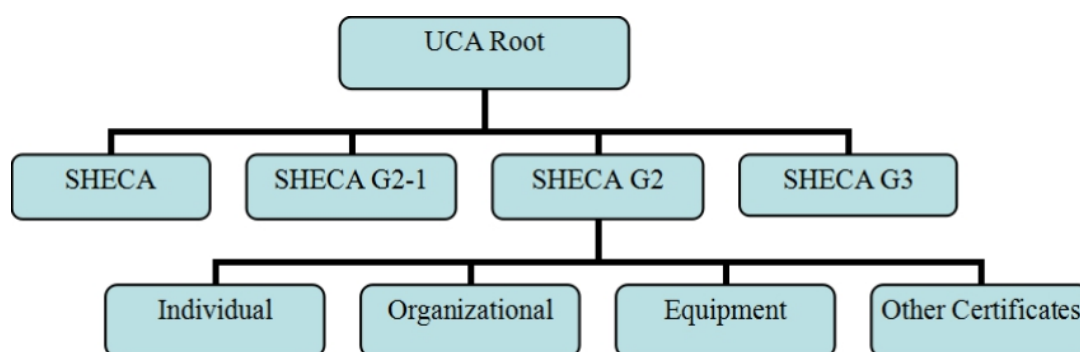 UCA Root
SHECA
SHECA G2-1
SHECA G2
SHECA G3
Individual
Organizational
Equipment
Other Certificates